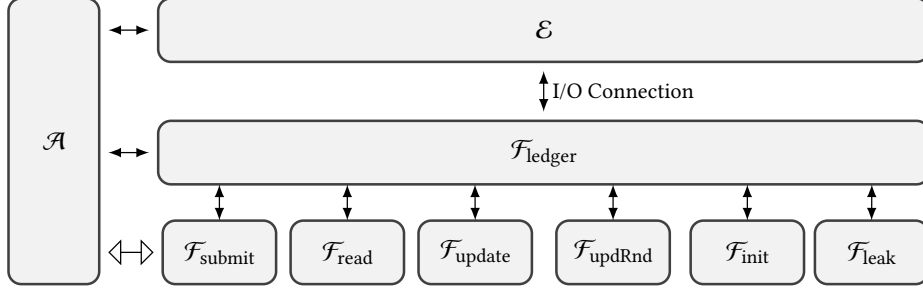 ℰ
I/O Connection
𝒜
ℱledger
ℱsubmit ℱread ℱupdate ℱupdRnd ℱinit ℱleak